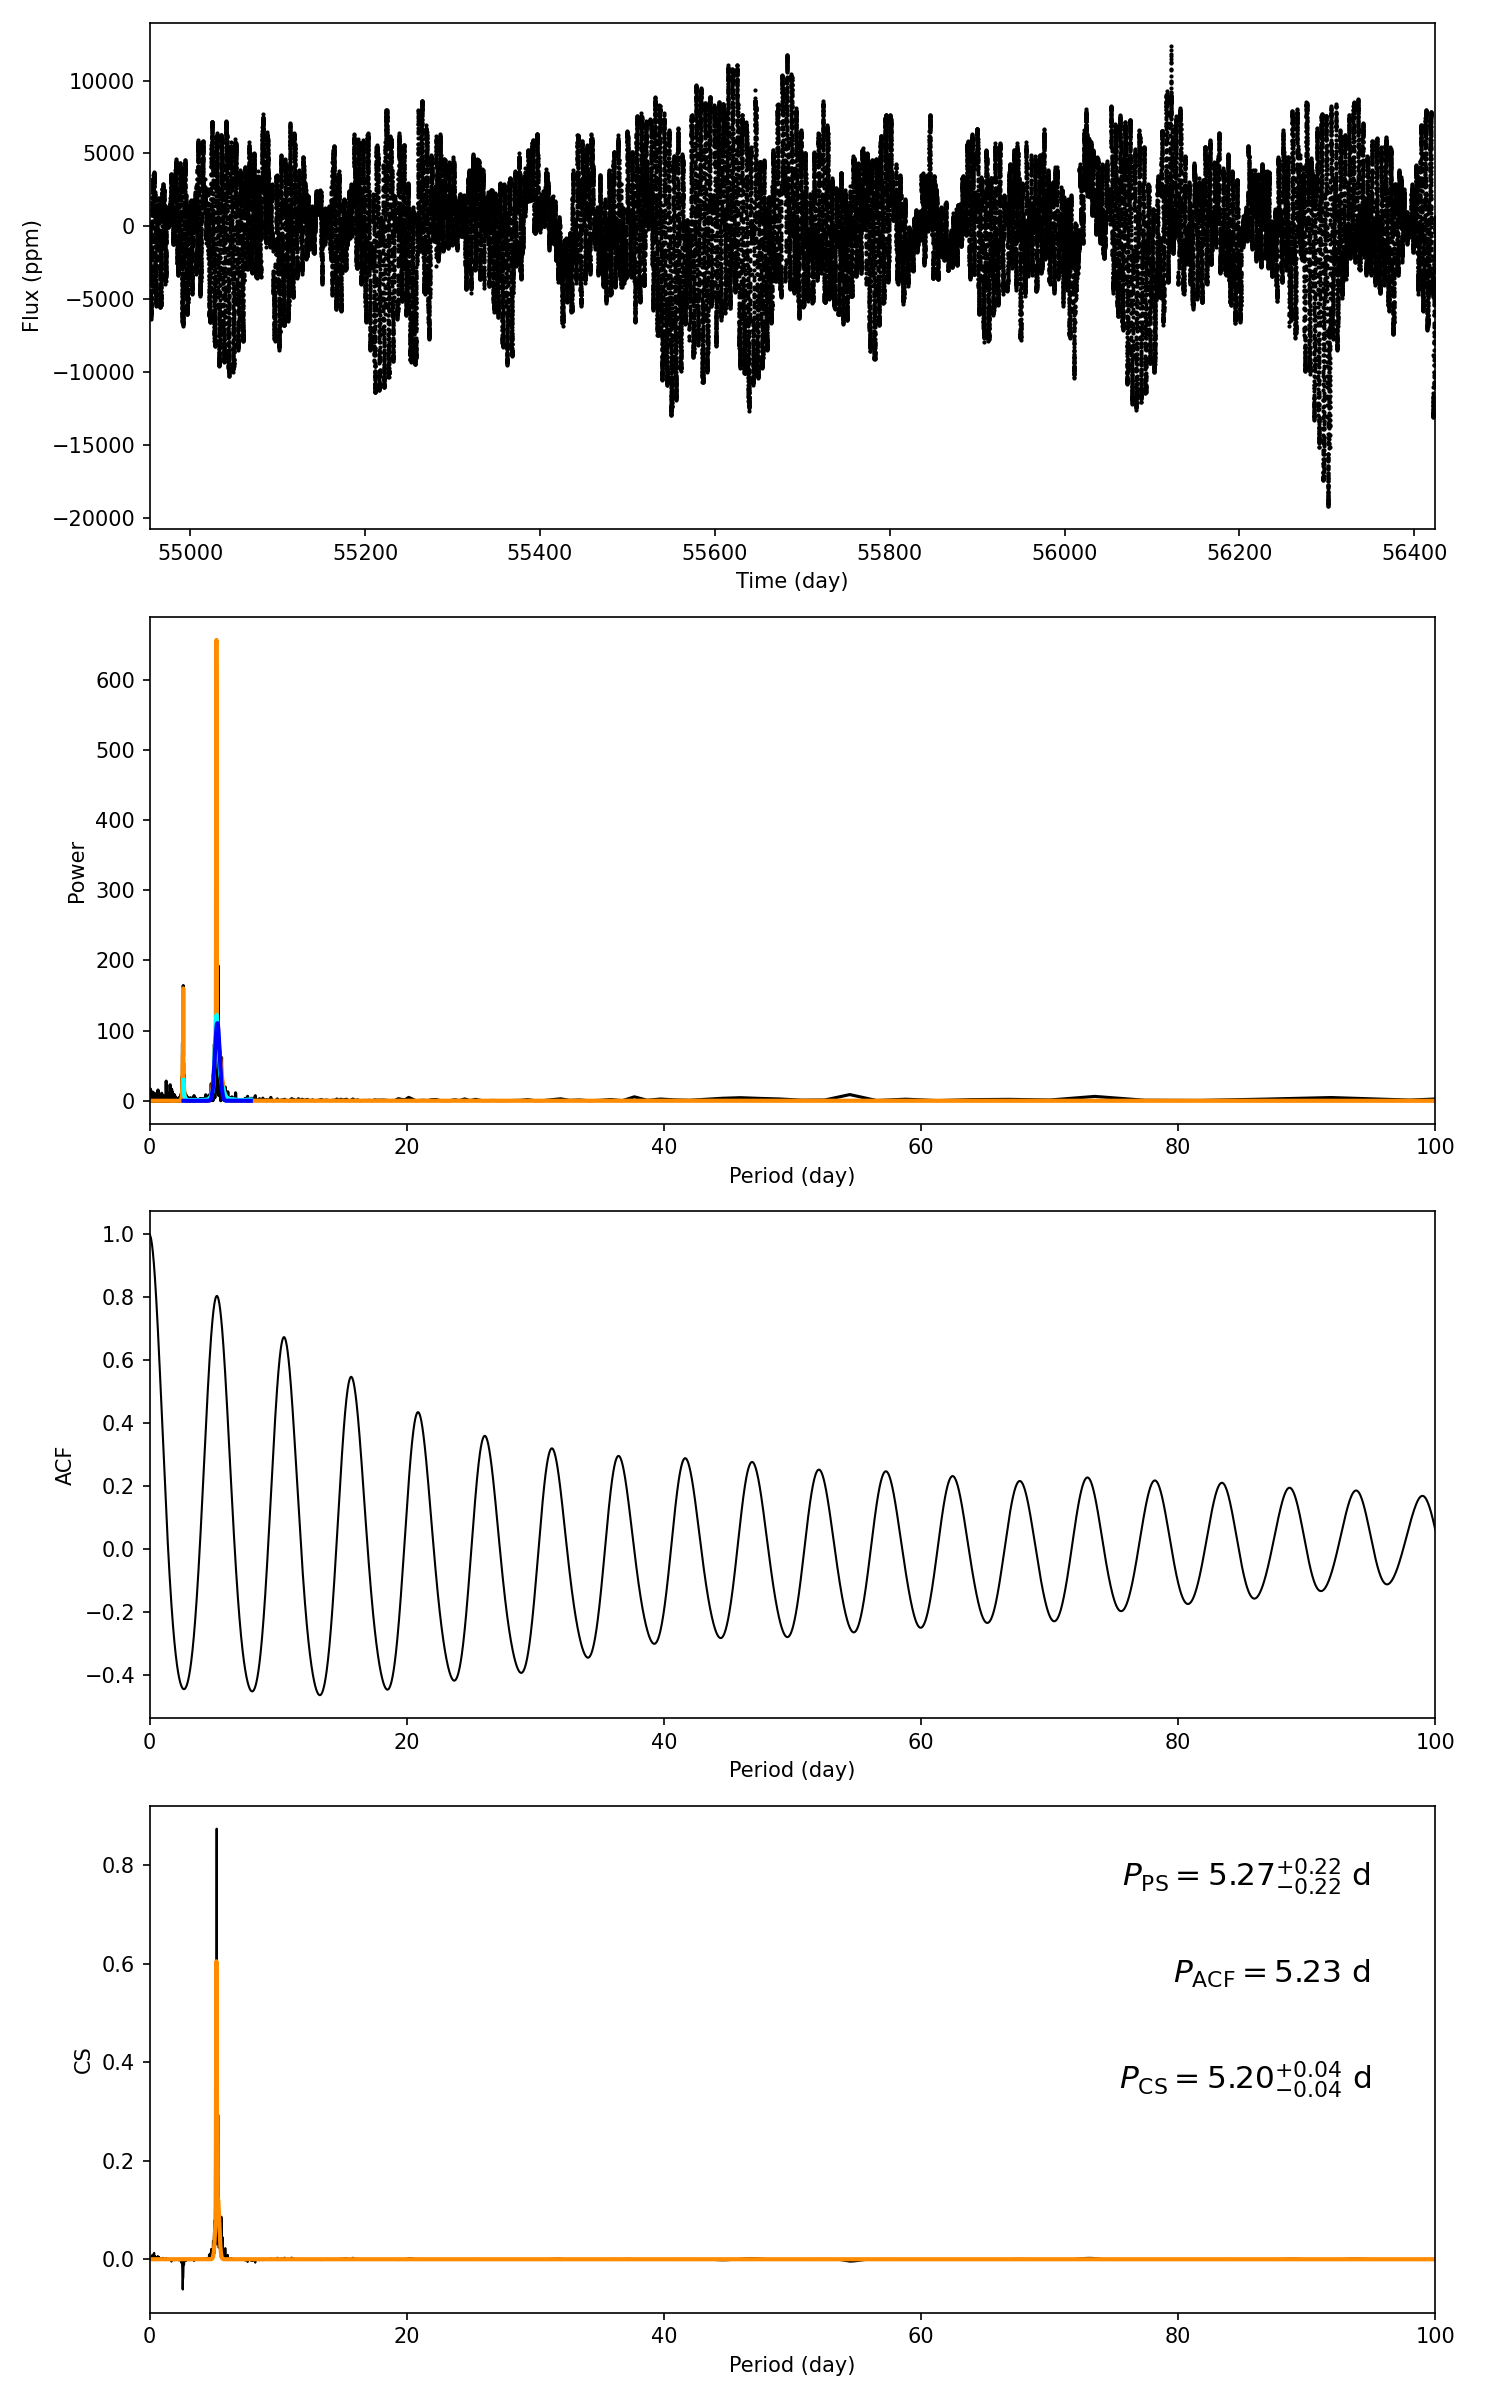 10000
5000
0
−5000
−10000
−15000
−20000
Flux (ppm)
55000 55200 55400 55600 55800 56000 56200 56400
Time (day)
600
500
400
300
200
100
0
Power
0 20 40 60 80 100
Period (day)
1.0
0.8
0.6
0.4
0.2
0.0
−0.2
−0.4
ACF
0 20 40 60 80 100
Period (day)
0.8
0.6
0.4
0.2
0.0
CS
P_PS = 5.27 +0.22 −0.22 d
P_ACF = 5.23 d
P_CS = 5.20 +0.04 −0.04 d
0 20 40 60 80 100
Period (day)